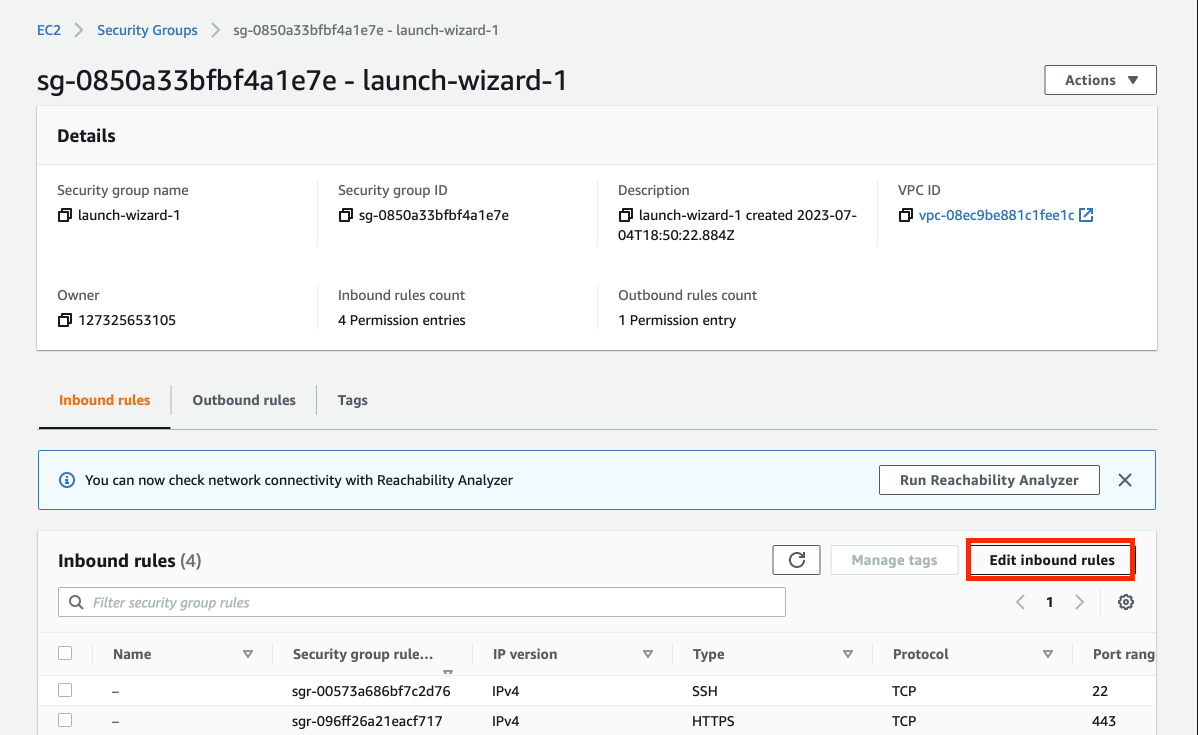 EC2 > Security Groups > sg-0850a33bfbf4a1e7e - launch-wizard-1
sg-0850a33bfbf4a1e7e - launch-wizard-1
Actions ▼
Details
Security group name
launch-wizard-1
Security group ID
sg-0850a33bfbf4a1e7e
Description
launch-wizard-1 created 2023-07-
04T18:50:22.884Z
VPC ID
vpc-08ec9be881c1fee1c
Owner
127325653105
Inbound rules count
4 Permission entries
Outbound rules count
1 Permission entry
Inbound rules Outbound rules Tags
You can now check network connectivity with Reachability Analyzer Run Reachability Analyzer
Inbound rules (4) Manage tags Edit inbound rules
Filter security group rules 1
Name Security group rule... IP version Type Protocol Port rang
– sgr-00573a686bf7c2d76 IPv4 SSH TCP 22
– sgr-096ff26a21eacf717 IPv4 HTTPS TCP 443